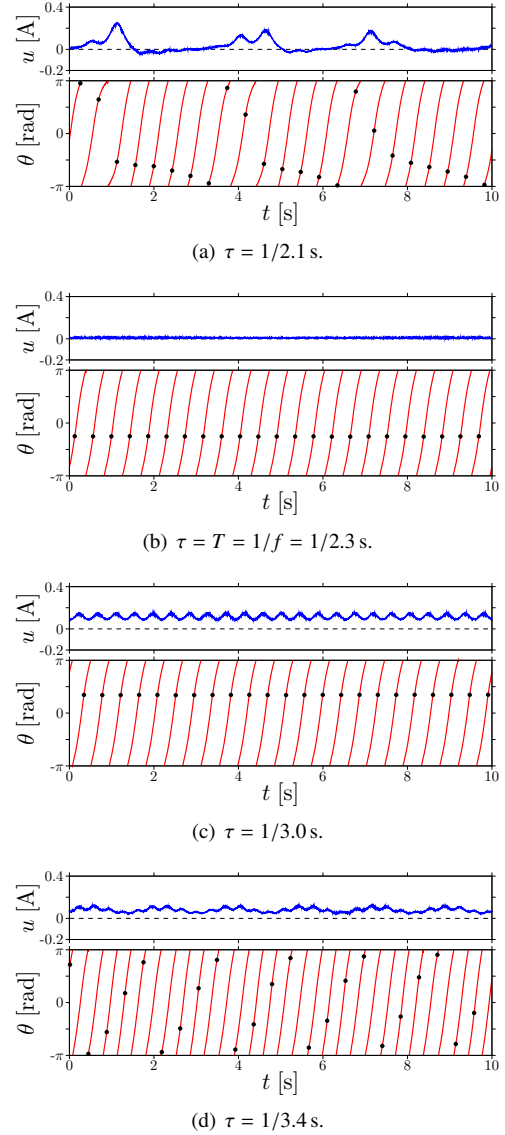 0.4
u [A]
0
-0.2
π
θ [rad]
0
-π
0 2 4 6 8 10
t [s]
(a) τ = 1/2.1 s.
0.4
u [A]
0
-0.2
π
θ [rad]
0
-π
0 2 4 6 8 10
t [s]
(b) τ = T = 1/f = 1/2.3 s.
0.4
u [A]
0
-0.2
π
θ [rad]
0
-π
0 2 4 6 8 10
t [s]
(c) τ = 1/3.0 s.
0.4
u [A]
0
-0.2
π
θ [rad]
0
-π
0 2 4 6 8 10
t [s]
(d) τ = 1/3.4 s.